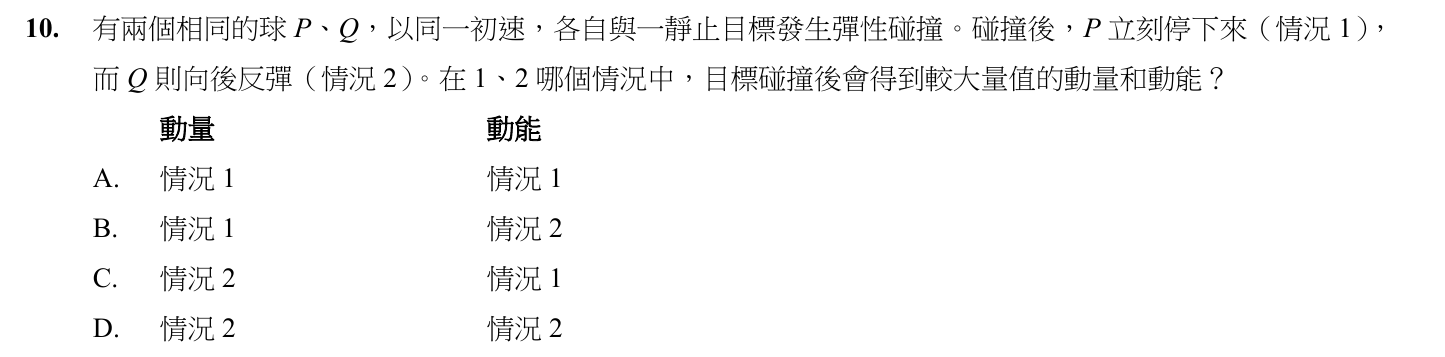 10. 有兩個相同的球 P、Q，以同一初速，各自與一靜止目標發生彈性碰撞。碰撞後，P 立刻停下來（情況 1），
而 Q 則向後反彈（情況 2）。在 1、2 哪個情況中，目標碰撞後會得到較大量值的動量和動能？
動量 動能
A. 情況 1 情況 1
B. 情況 1 情況 2
C. 情況 2 情況 1
D. 情況 2 情況 2